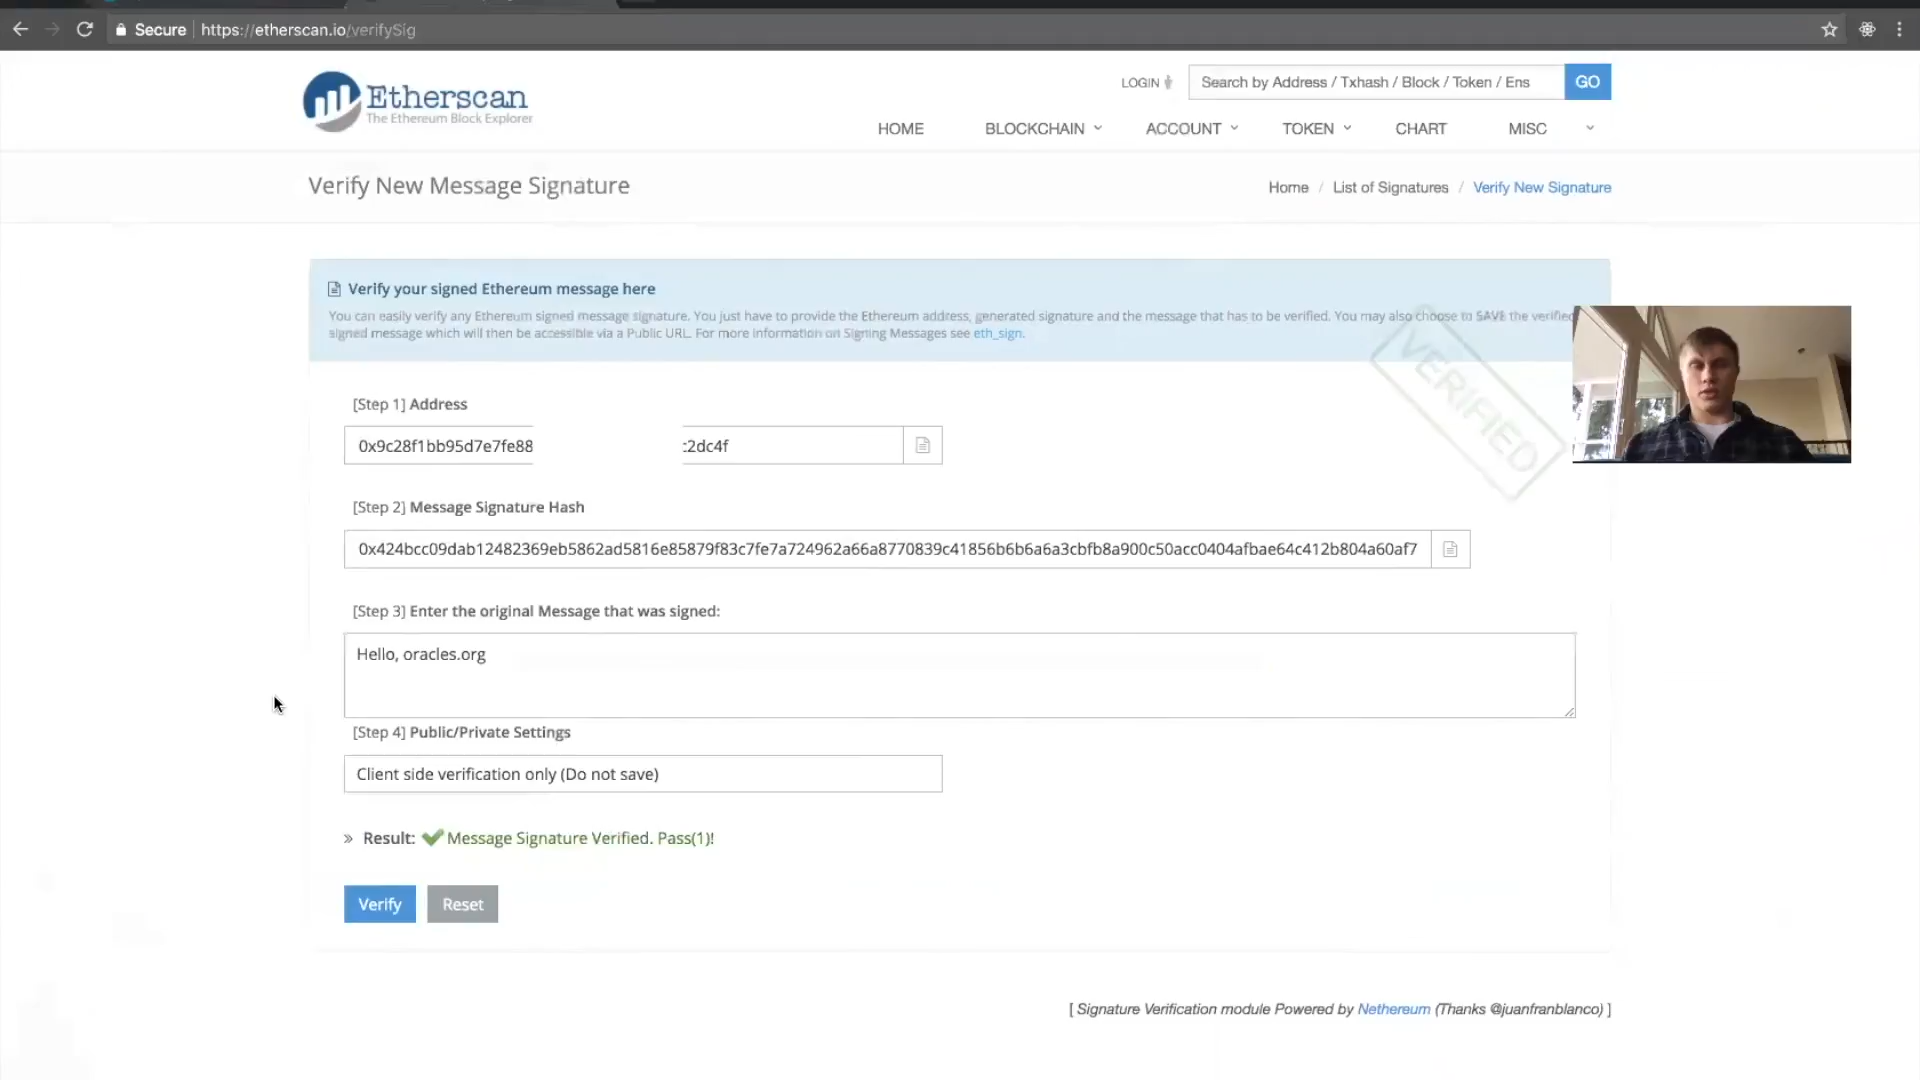 Secure https://etherscan.io/verifySig
Etherscan
The Ethereum Block Explorer
LOGIN
Search by Address / Txhash / Block / Token / Ens
GO
HOME BLOCKCHAIN ACCOUNT TOKEN CHART MISC
Verify New Message Signature
Home / List of Signatures / Verify New Signature
Verify your signed Ethereum message here
You can easily verify any Ethereum signed message signature. You just have to provide the Ethereum address, generated signature and the message that has to be verified. You may also choose to SAVE the verified
signed message which will then be accessible via a Public URL. For more information on Signing Messages see eth_sign.
VERIFIED
[Step 1] Address
0x9c28f1bb95d7e7fe88 :2dc4f
[Step 2] Message Signature Hash
0x424bcc09dab12482369eb5862ad5816e85879f83c7fe7a724962a66a8770839c41856b6b6a6a3cbfb8a900c50acc0404afbae64c412b804a60af7
[Step 3] Enter the original Message that was signed:
Hello, oracles.org
[Step 4] Public/Private Settings
Client side verification only (Do not save)
» Result: Message Signature Verified. Pass(1)!
Verify Reset
[ Signature Verification module Powered by Nethereum (Thanks @juanfranblanco) ]